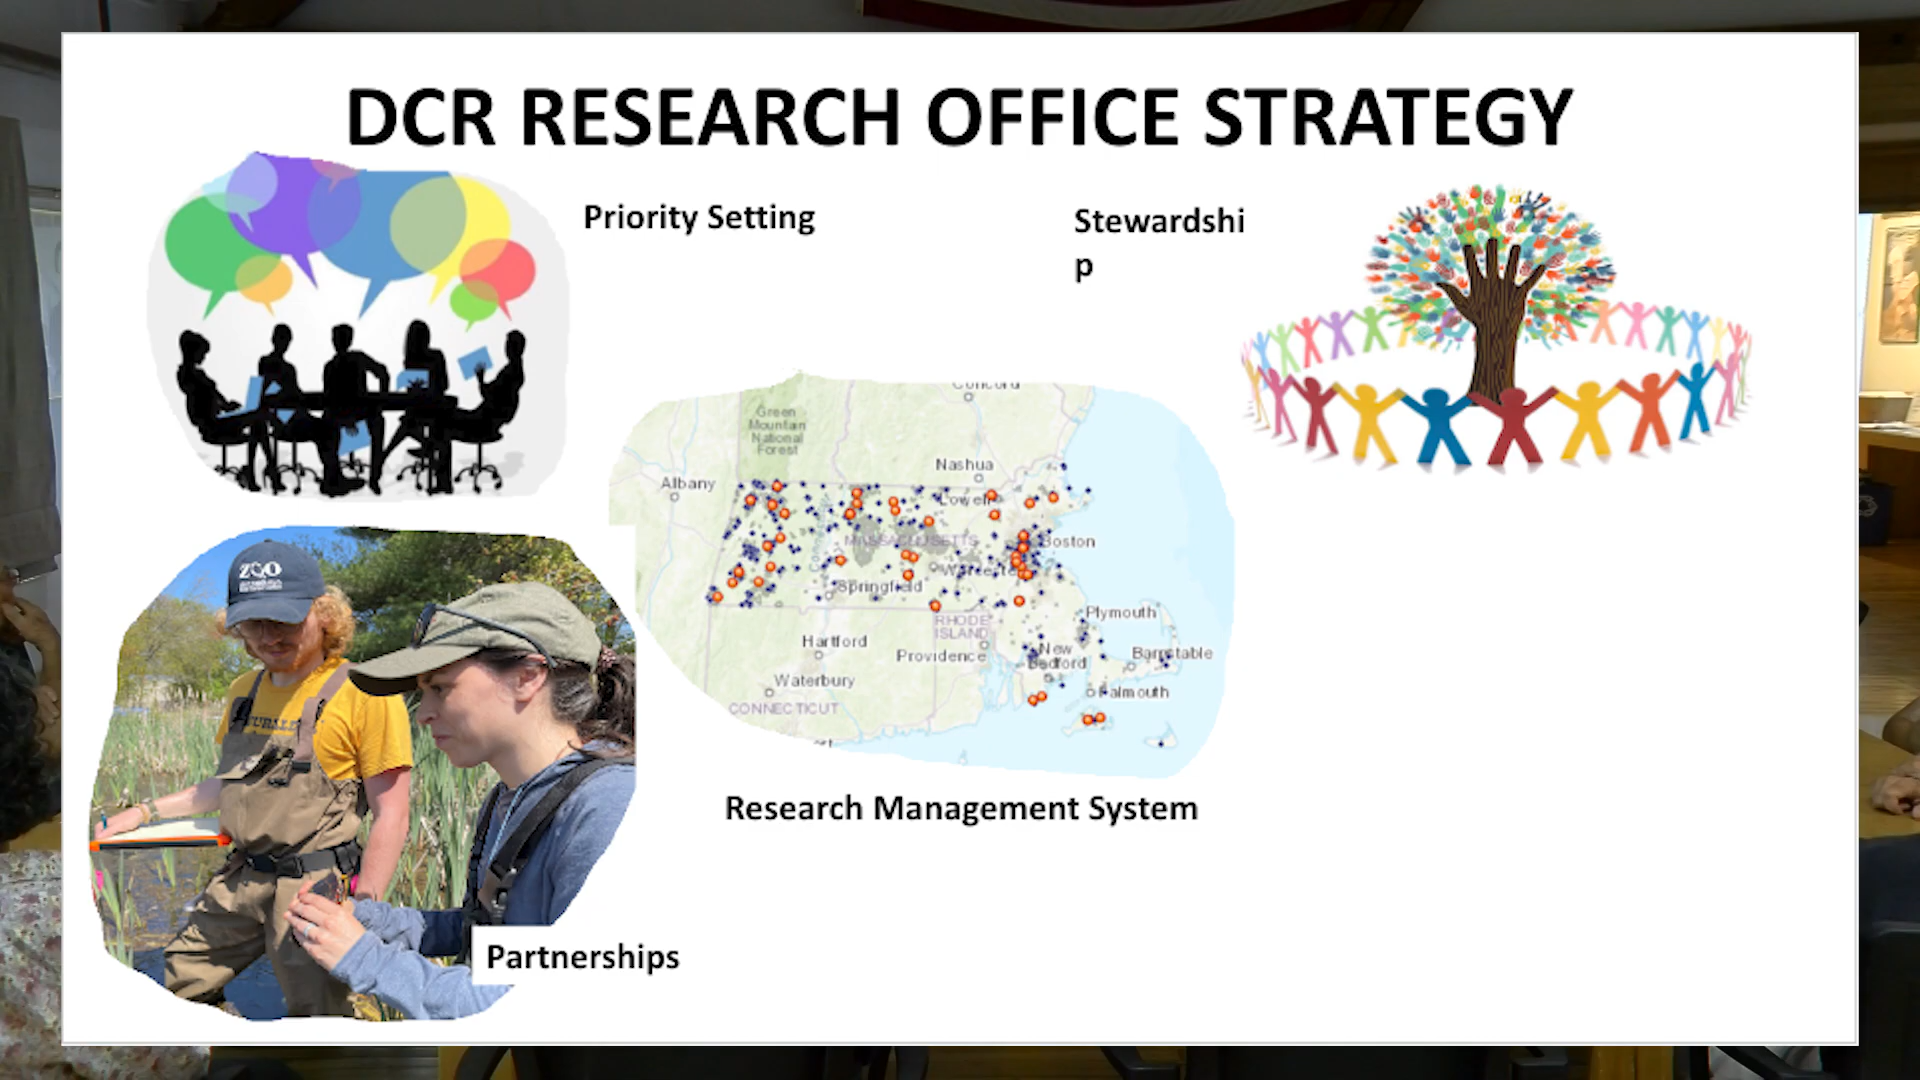 DCR RESEARCH OFFICE STRATEGY
Priority Setting
Stewardshi
p
Concord
Green
Mountain
National
Forest
Nashua
Albany
Lowell
MASSACHUSETTS
Boston
Worcester
Springfield
Plymouth
RHODE
ISLAND
Hartford
Providence
New
Bedford
Barnstable
Waterbury
Falmouth
CONNECTICUT
Research Management System
ZOO
Partnerships